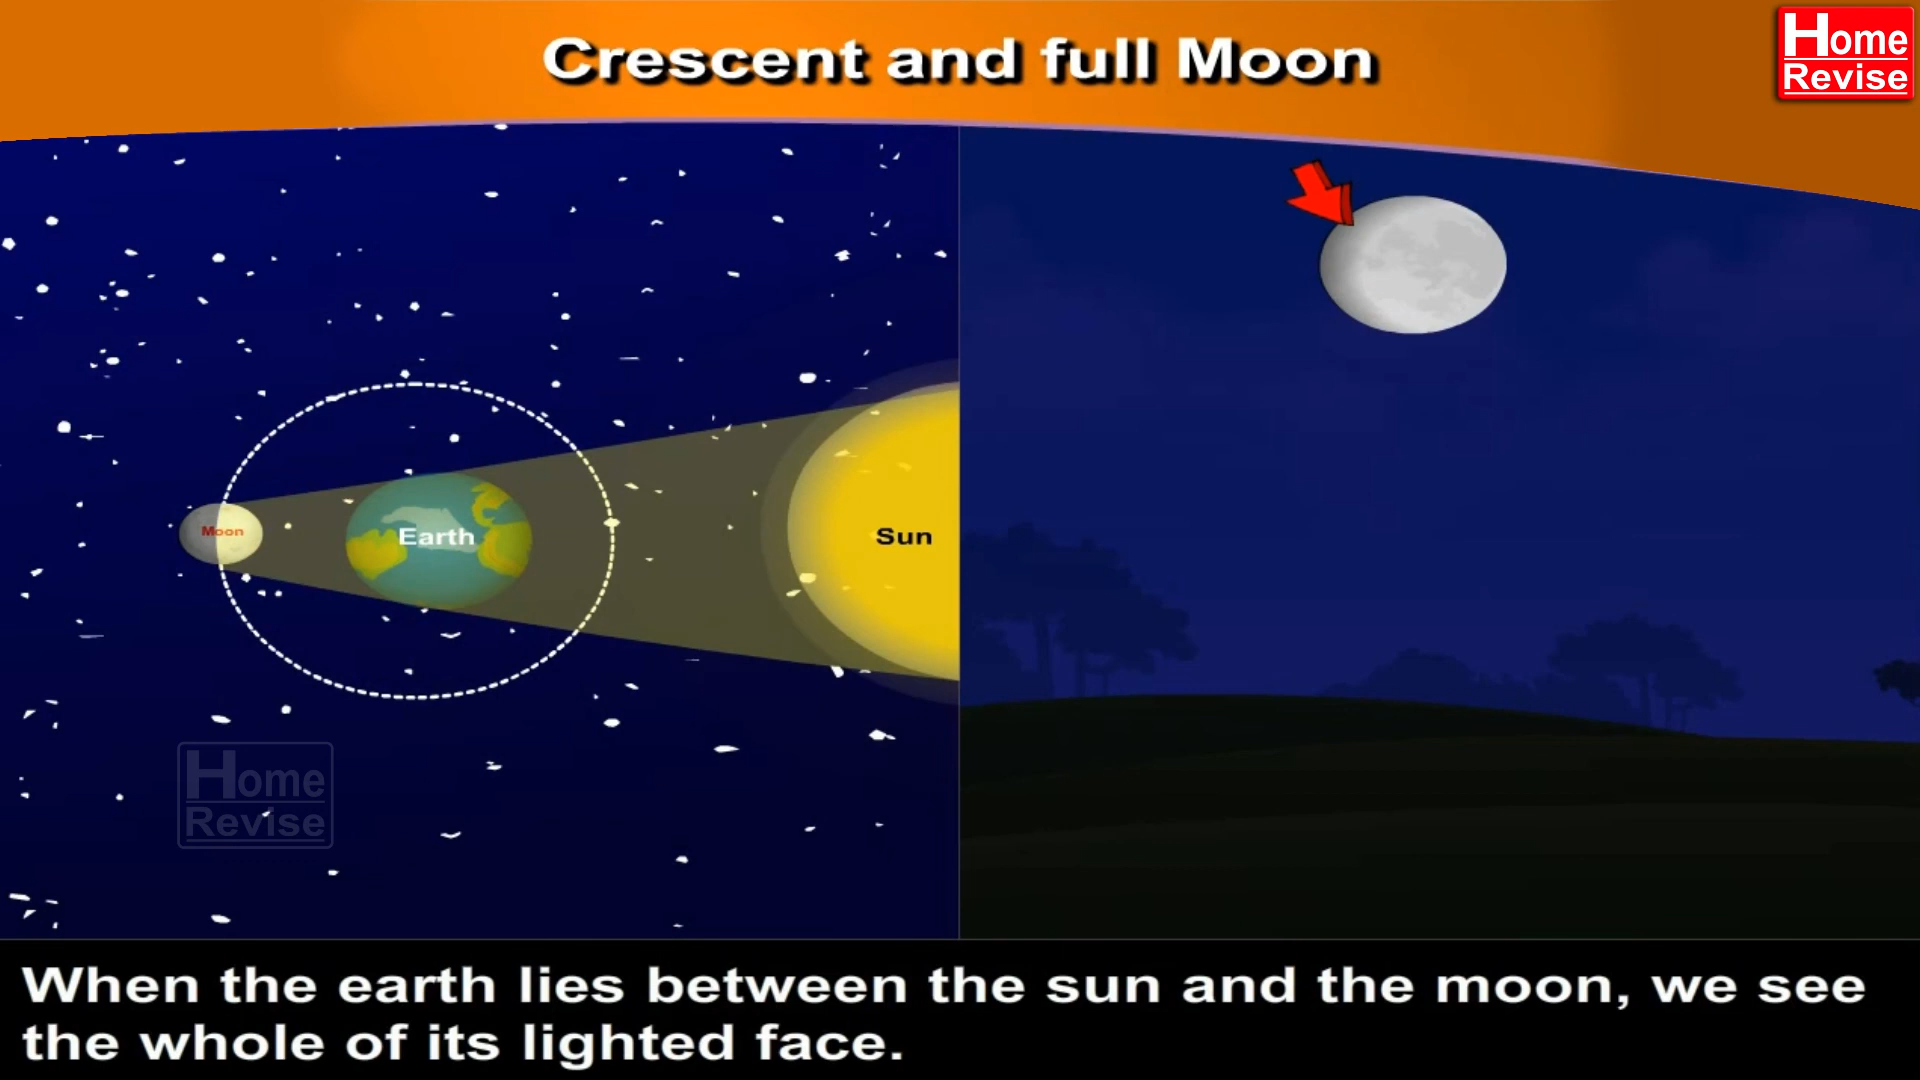 Crescent and full Moon
Home
Revise
Moon
Earth
Sun
Home
Revise
When the earth lies between the sun and the moon, we see
the whole of its lighted face.